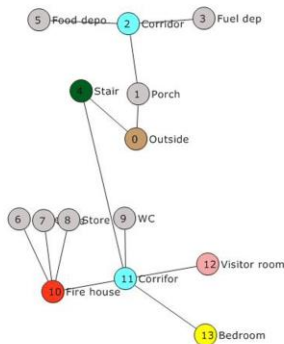 5 Food depo
2 Corridor
3 Fuel dep
4 Stair
1 Porch
0 Outside
6
7
8 Store
9 WC
10 Fire house
11 Corrifor
12 Visitor room
13 Bedroom